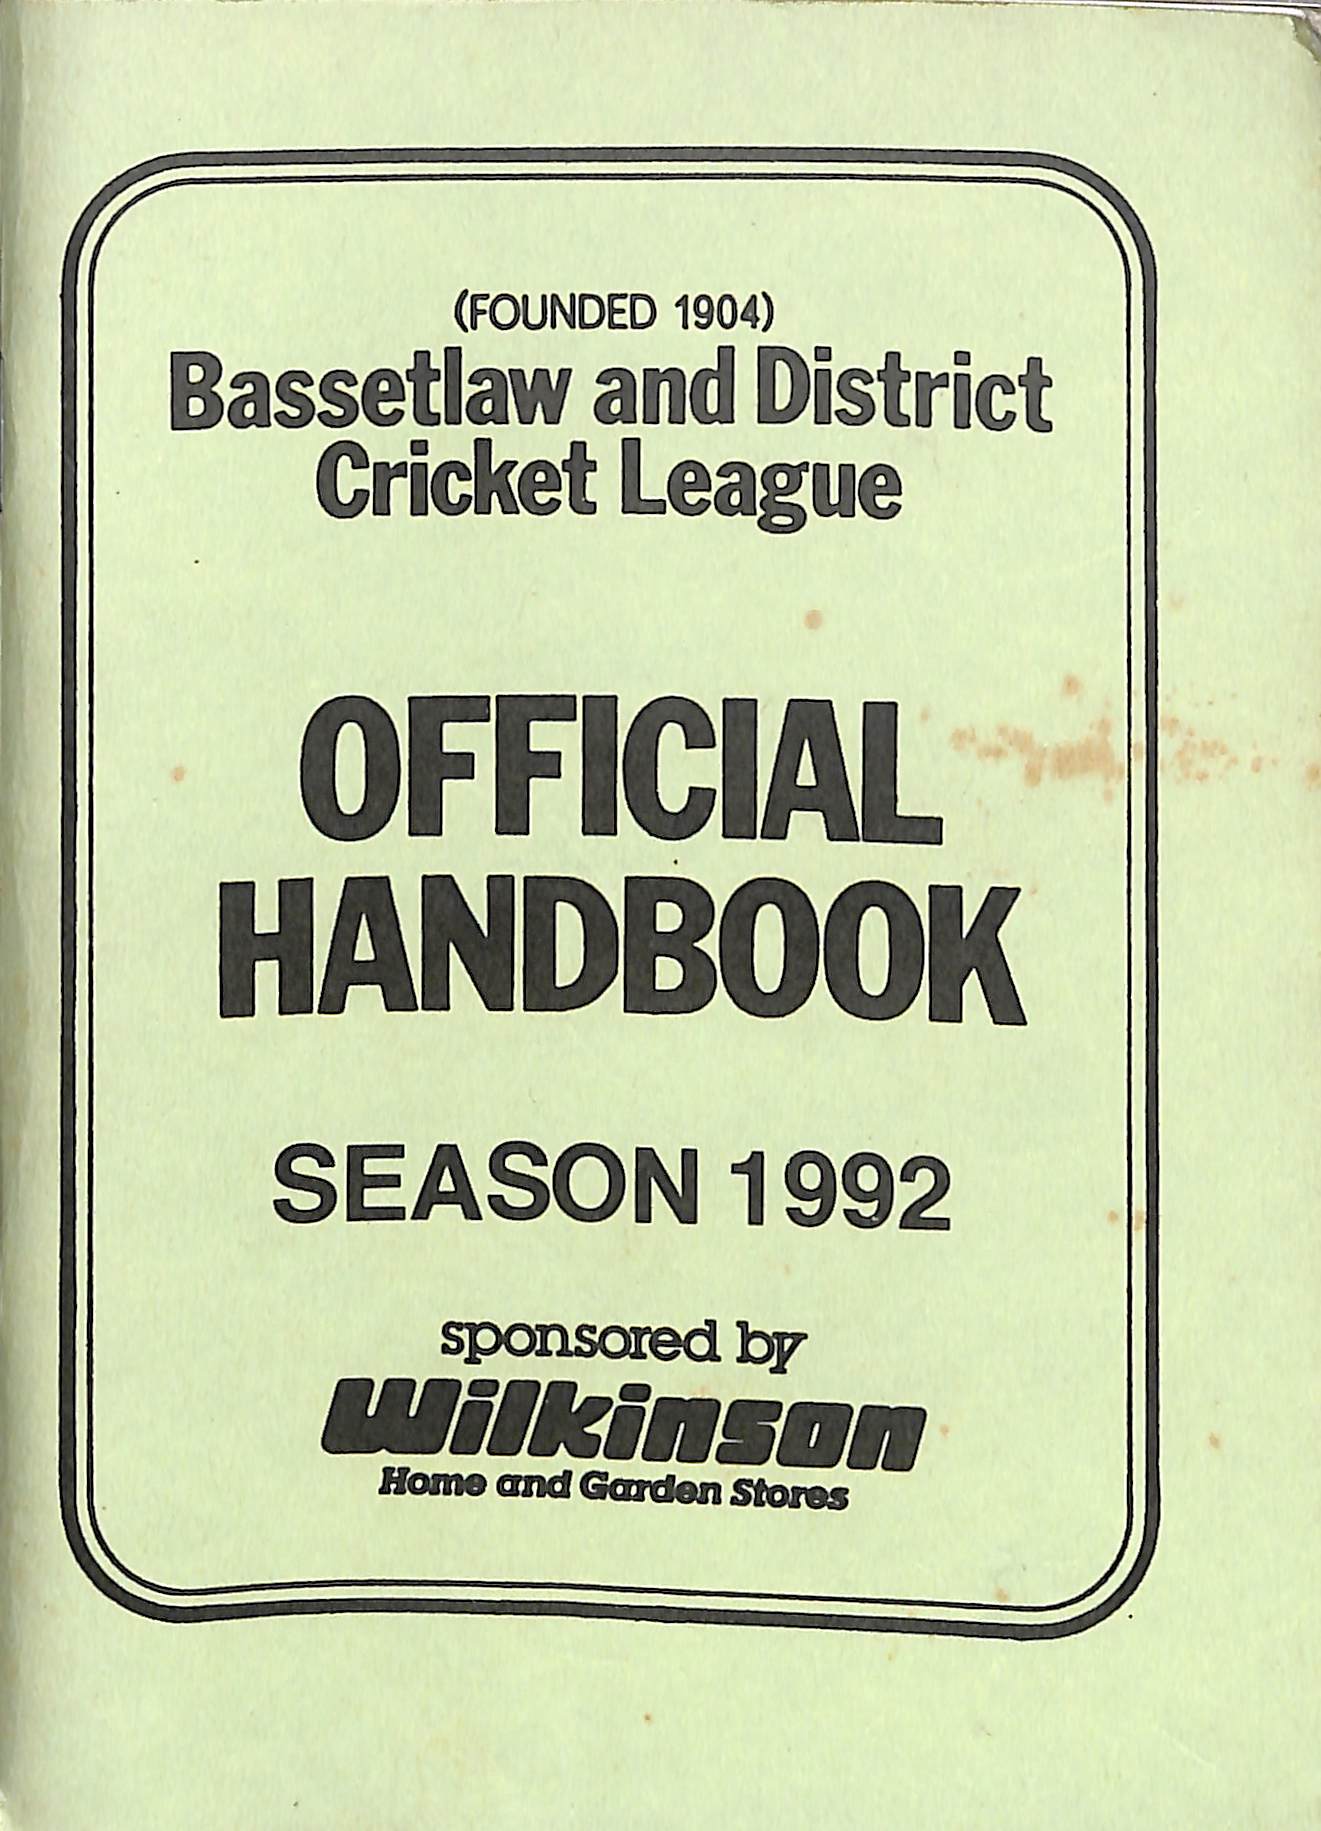 (FOUNDED 1904)
Bassetlaw and District
Cricket League
OFFICIAL
HANDBOOK
SEASON 1992
sponsored by
Wilkinson
Home and Garden Stores